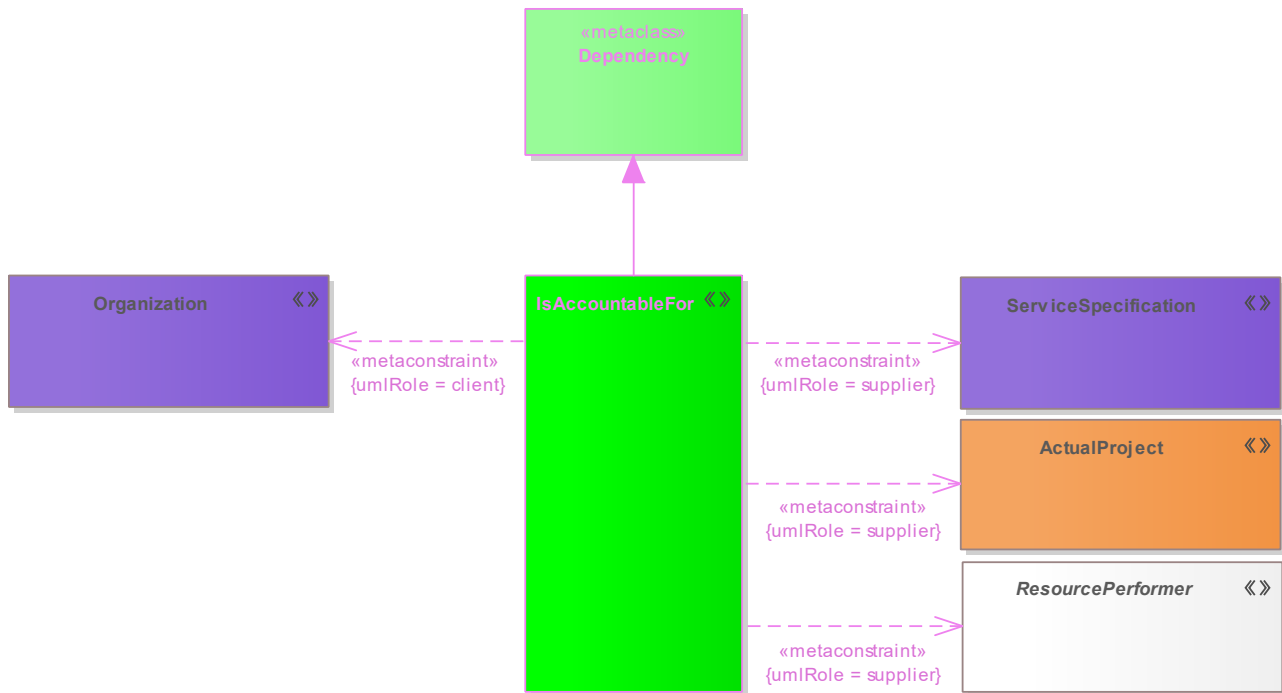 «metaclass»
Dependency
Organization «»
IsAccountableFor «»
ServiceSpecification «»
«metaconstraint»
{umlRole = client}
«metaconstraint»
{umlRole = supplier}
ActualProject «»
«metaconstraint»
{umlRole = supplier}
ResourcePerformer «»
«metaconstraint»
{umlRole = supplier}